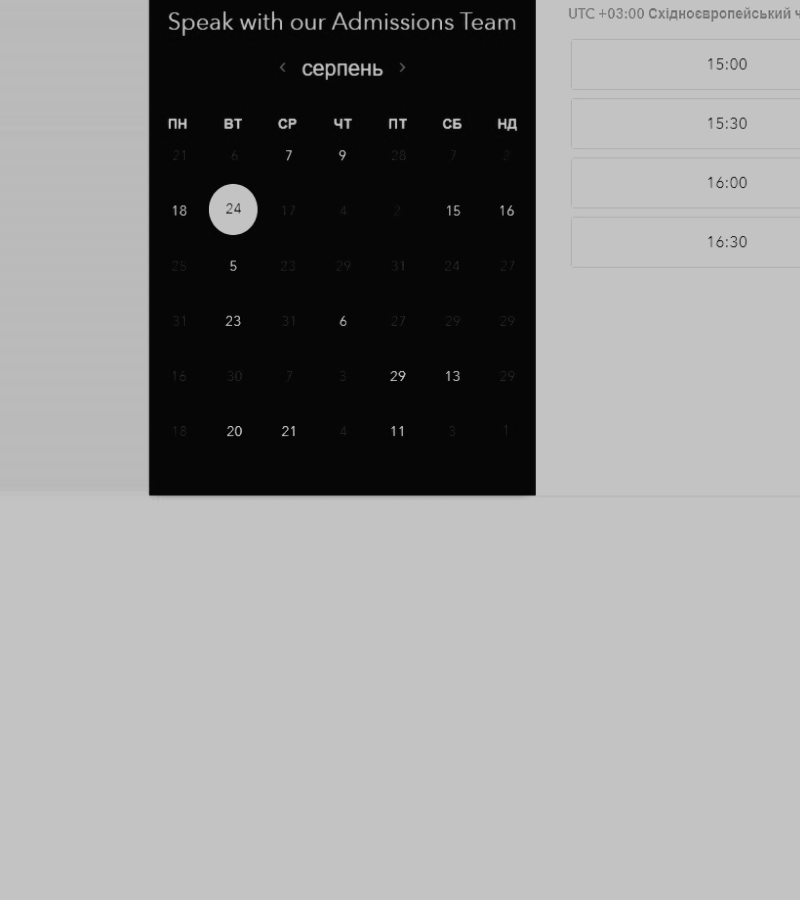 Speak with our Admissions Team
UTC +03:00 Східноєвропейський ч
‹ серпень ›
15:00
15:30
16:00
16:30
ПН ВТ СР ЧТ ПТ СБ НД
21 6 7 9 28 7 2
18 24 17 4 2 15 16
25 5 23 29 31 24 27
31 23 31 6 27 29 29
16 30 7 3 29 13 29
18 20 21 4 11 3 1